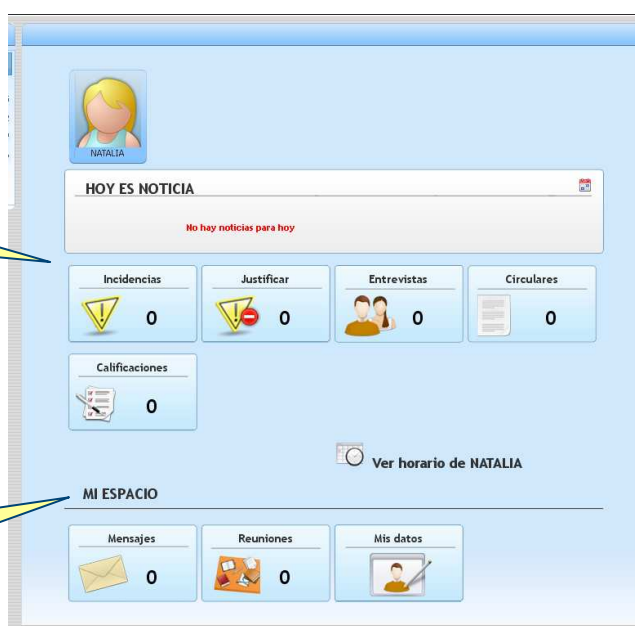 NATALIA
HOY ES NOTICIA
No hay noticias para hoy
Incidencias
0
Justificar
0
Entrevistas
0
Circulares
0
Calificaciones
0
Ver horario de NATALIA
MI ESPACIO
Mensajes
0
Reuniones
0
Mis datos